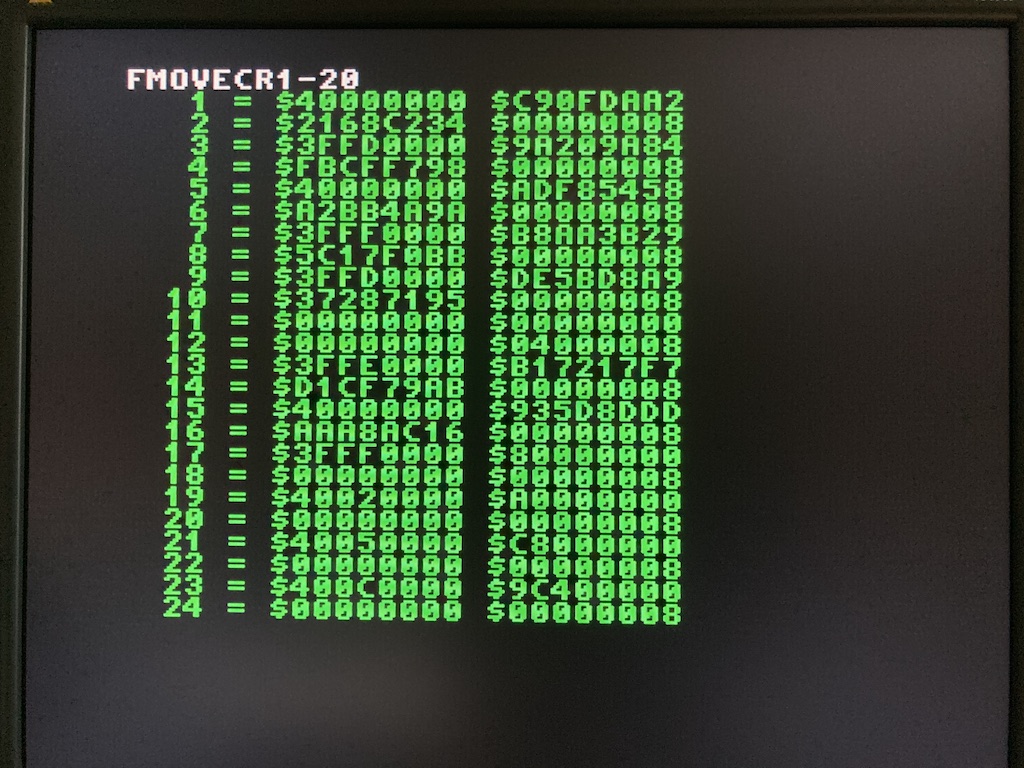 FMOVECR1-20
1 = $40000000 $C90FDAA2
2 = $2168C234 $00000008
3 = $3FFD0000 $9A209A84
4 = $FBCFF798 $00000008
5 = $40000000 $ADF85458
6 = $A2BB4A9A $00000008
7 = $3FFF0000 $B8AA3B29
8 = $5C17F0BB $00000008
9 = $3FFD0000 $DE5BD8A9
10 = $37287195 $00000008
11 = $00000000 $00000000
12 = $00000000 $04000008
13 = $3FFE0000 $B17217F7
14 = $D1CF79AB $00000008
15 = $40000000 $935D8DDD
16 = $AAA8AC16 $00000008
17 = $3FFF0000 $80000000
18 = $00000000 $00000008
19 = $40020000 $A0000000
20 = $00000000 $00000008
21 = $40050000 $C8000000
22 = $00000000 $00000008
23 = $400C0000 $9C400000
24 = $00000000 $00000008